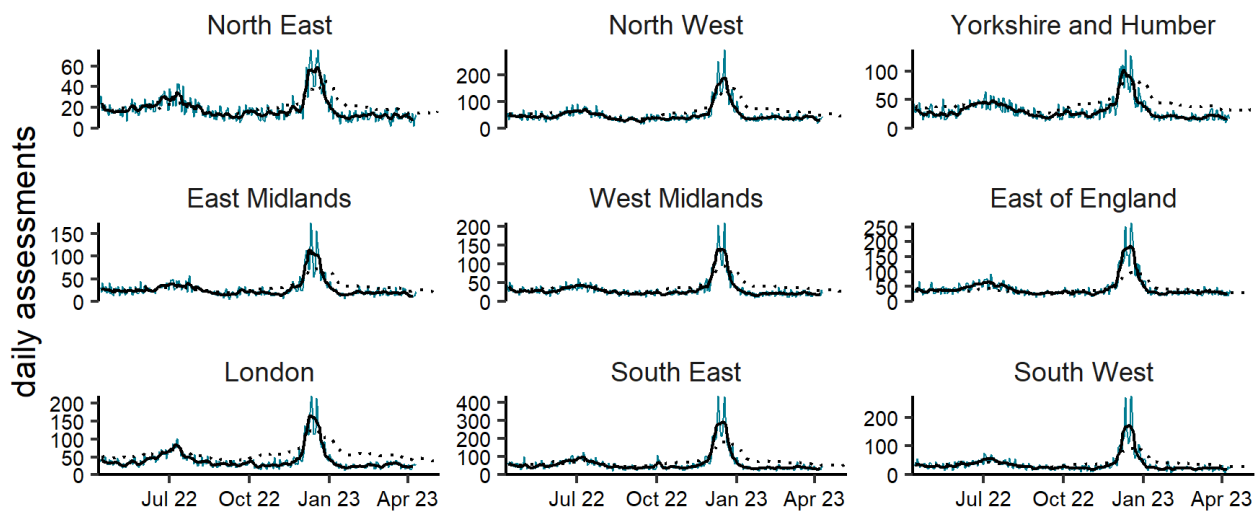 daily assessments
North East
60
40
20
0
North West
200
100
0
Yorkshire and Humber
100
50
0
East Midlands
150
100
50
0
West Midlands
200
150
100
50
0
East of England
250
200
150
100
50
0
London
200
150
100
50
0
Jul 22 Oct 22 Jan 23 Apr 23
South East
400
300
200
100
0
Jul 22 Oct 22 Jan 23 Apr 23
South West
200
100
0
Jul 22 Oct 22 Jan 23 Apr 23